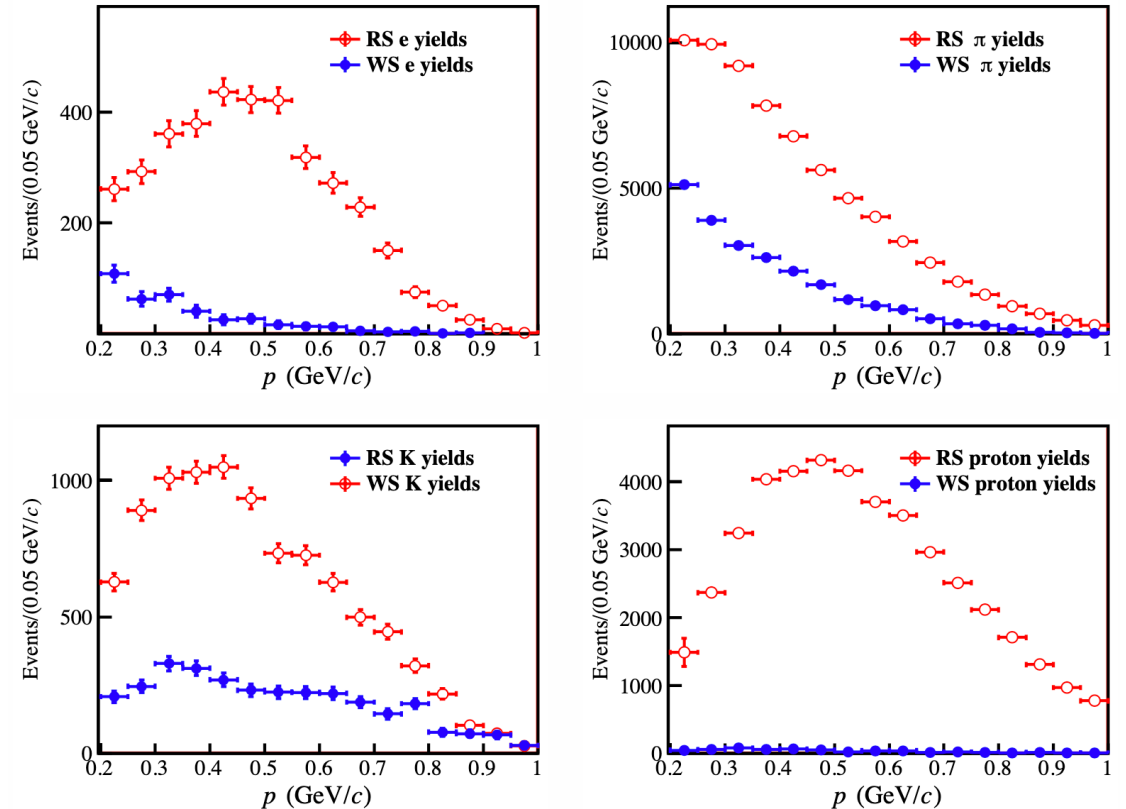 RS e yields
WS e yields
Events/(0.05 GeV/c)
400
200
0
0.2 0.3 0.4 0.5 0.6 0.7 0.8 0.9 1
p (GeV/c)
RS π yields
WS π yields
Events/(0.05 GeV/c)
10000
5000
0
0.2 0.3 0.4 0.5 0.6 0.7 0.8 0.9 1
p (GeV/c)
RS K yields
WS K yields
Events/(0.05 GeV/c)
1000
500
0
0.2 0.3 0.4 0.5 0.6 0.7 0.8 0.9 1
p (GeV/c)
RS proton yields
WS proton yields
Events/(0.05 GeV/c)
4000
3000
2000
1000
0
0.2 0.3 0.4 0.5 0.6 0.7 0.8 0.9 1
p (GeV/c)